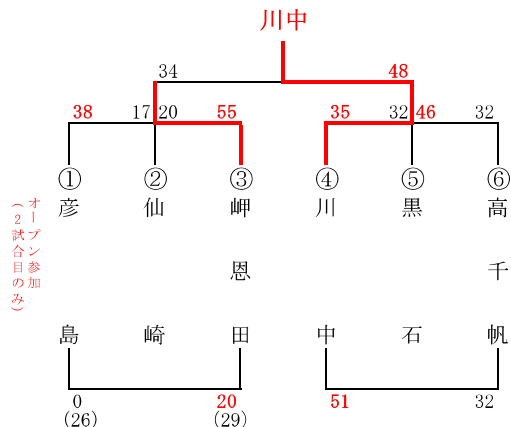 川中
34 48
38 17 20 55 35 32 46 32
① ② ③ ④ ⑤ ⑥
彦島
仙崎
岬恩田
川中
黒石
高千帆
オープン参加
(2試合目のみ)
0 20 51 32
(26) (29)